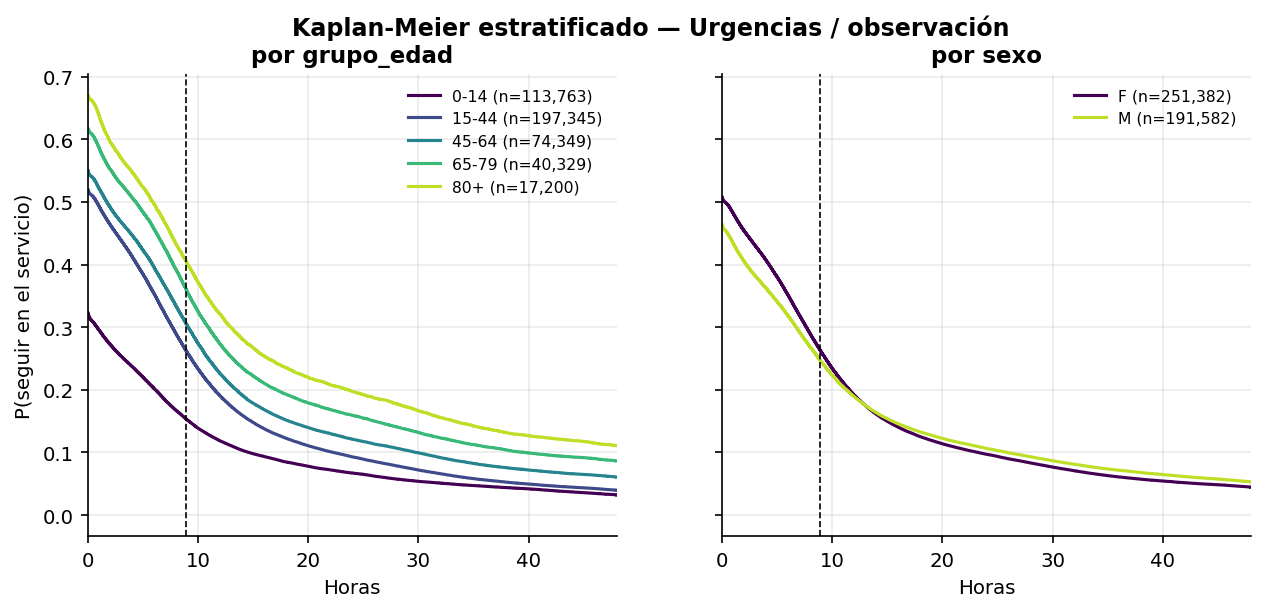 Kaplan-Meier estratificado — Urgencias / observación
por grupo_edad
P(seguir en el servicio)
0.7
0.6
0.5
0.4
0.3
0.2
0.1
0.0
0-14 (n=113,763)
15-44 (n=197,345)
45-64 (n=74,349)
65-79 (n=40,329)
80+ (n=17,200)
0 10 20 30 40
Horas
por sexo
F (n=251,382)
M (n=191,582)
0 10 20 30 40
Horas